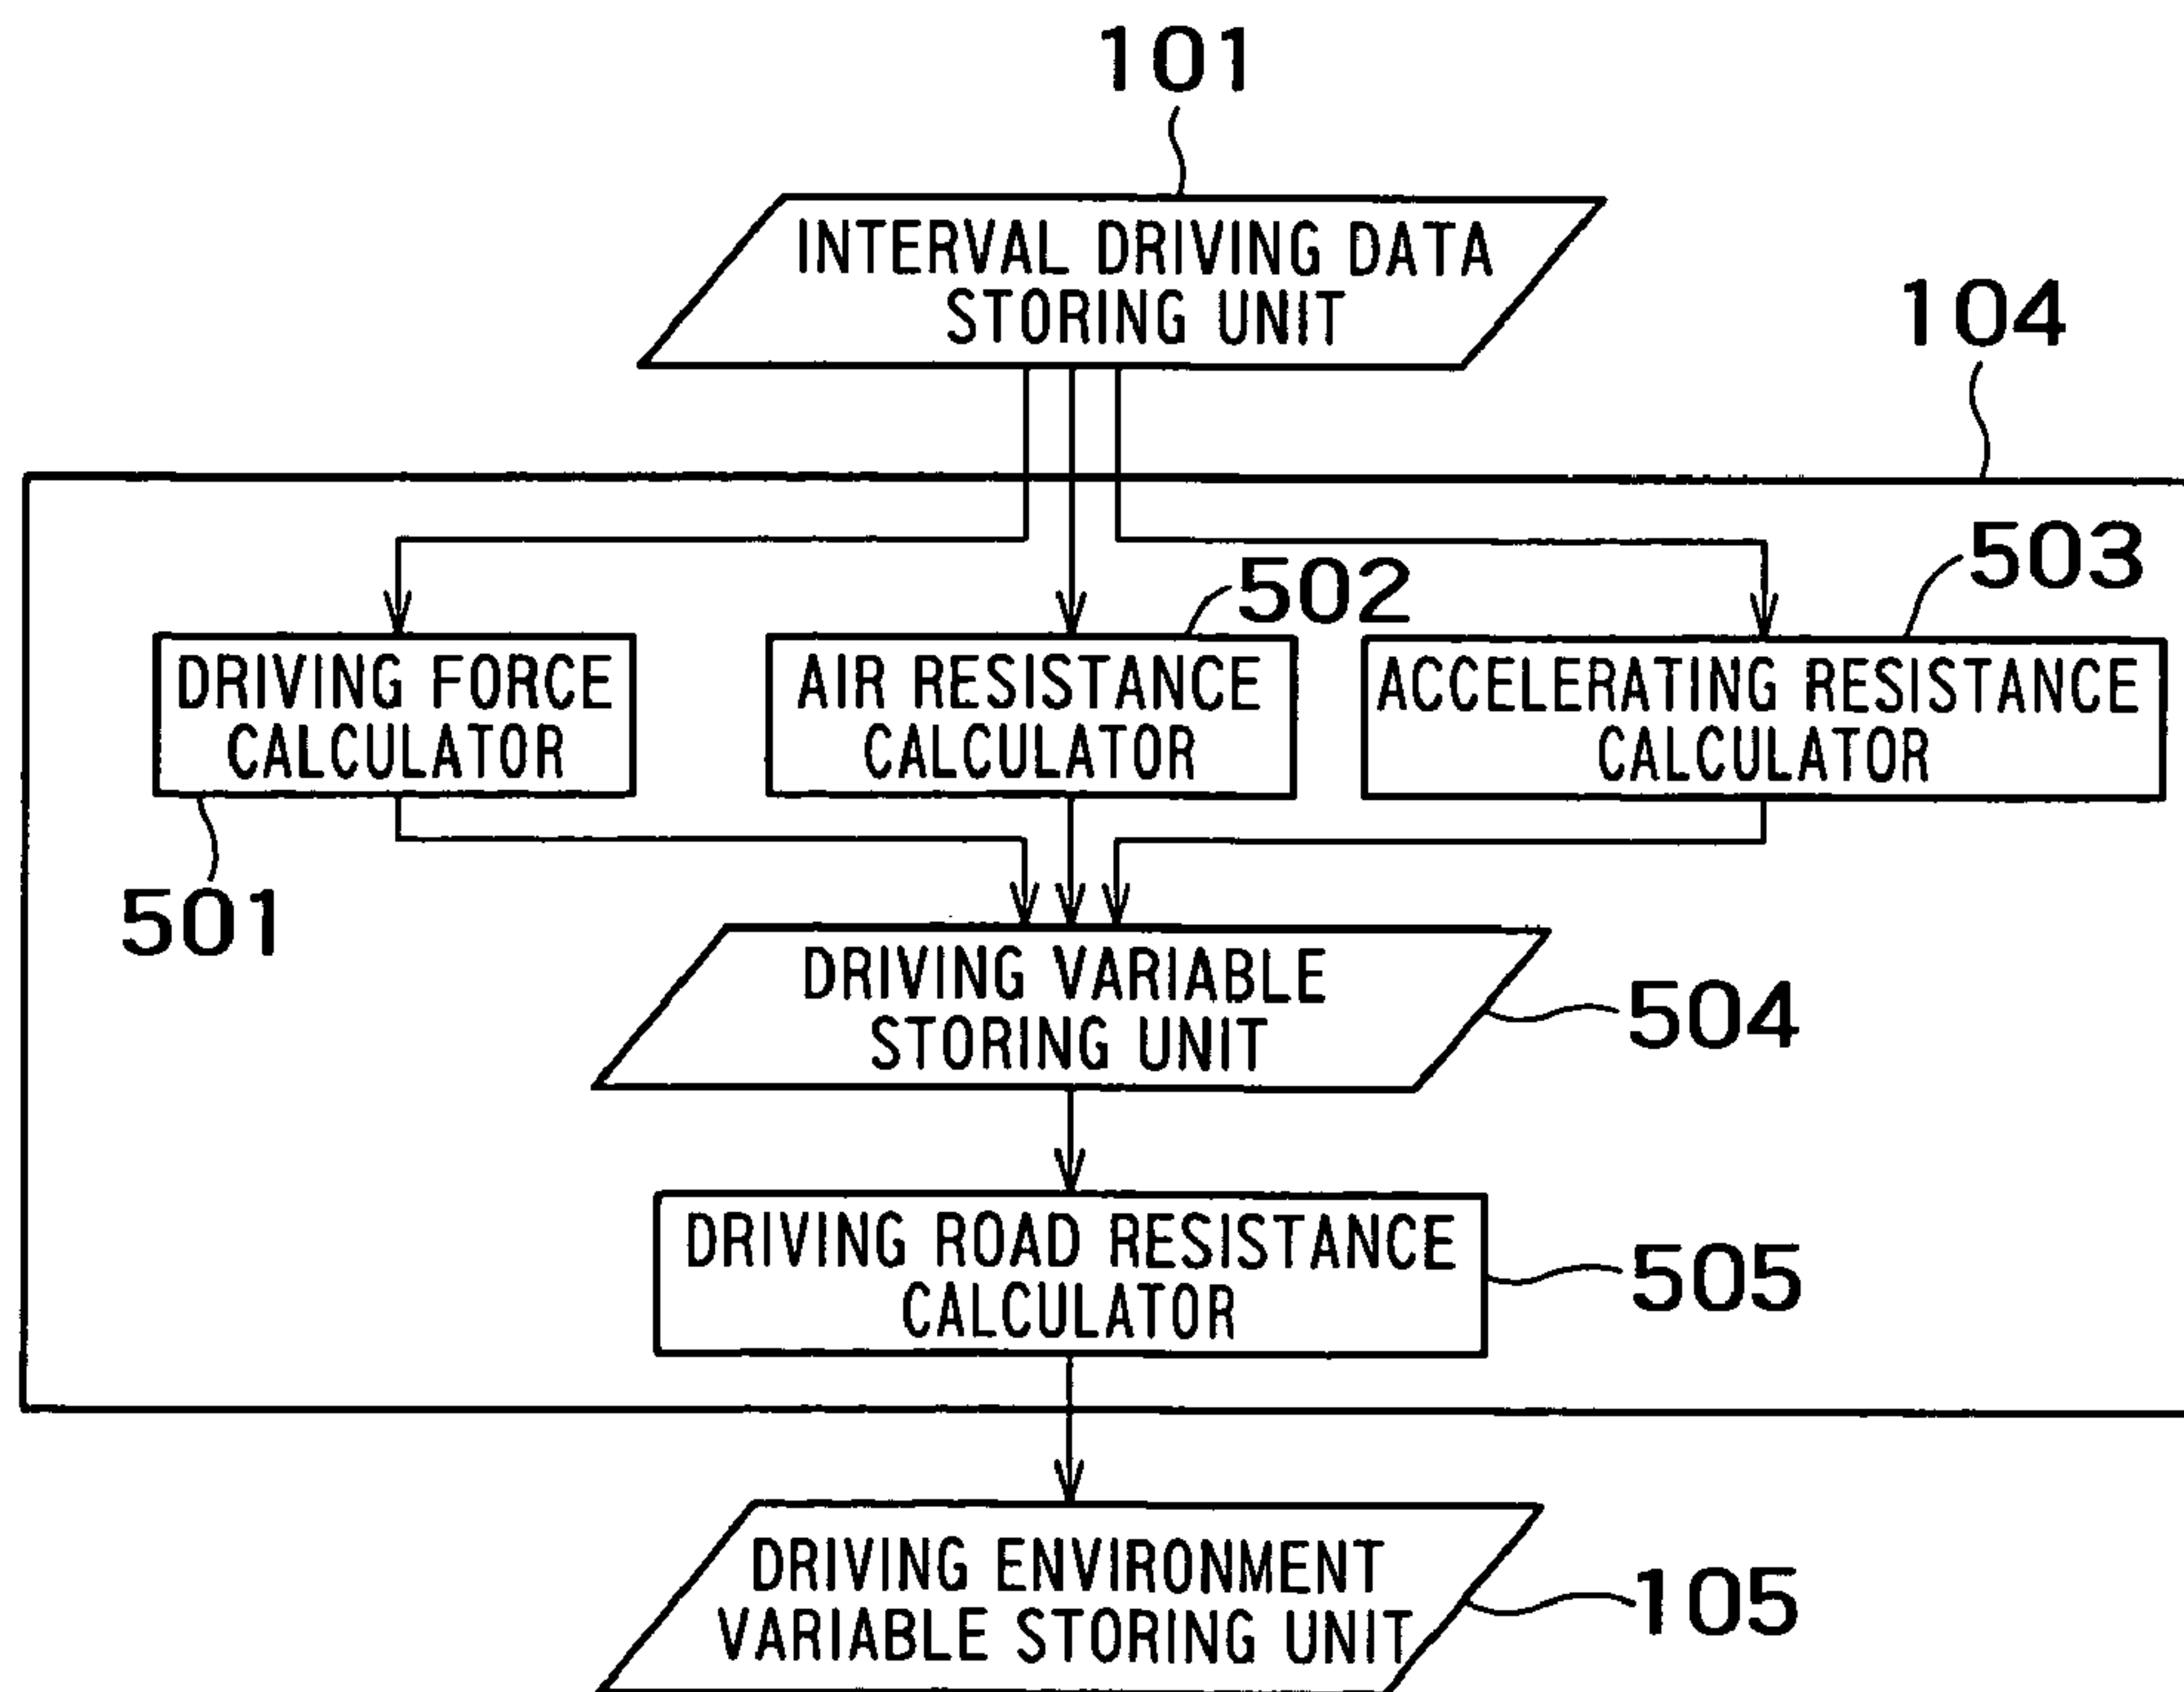 101
INTERVAL DRIVING DATA
STORING UNIT
104
502
503
DRIVING FORCE
CALCULATOR
AIR RESISTANCE
CALCULATOR
ACCELERATING RESISTANCE
CALCULATOR
501
DRIVING VARIABLE
STORING UNIT
504
DRIVING ROAD RESISTANCE
CALCULATOR
505
DRIVING ENVIRONMENT
VARIABLE STORING UNIT
105